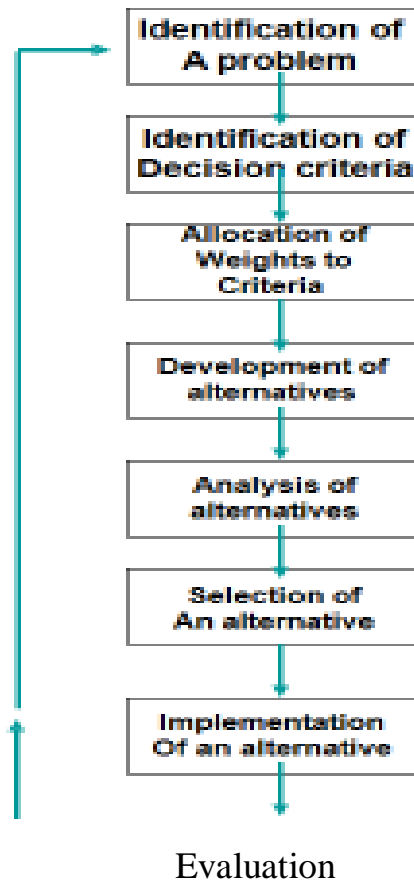 Identification of
A problem
Identification of
Decision criteria
Allocation of
Weights to
Criteria
Development of
alternatives
Analysis of
alternatives
Selection of
An alternative
Implementation
Of an alternative
Evaluation